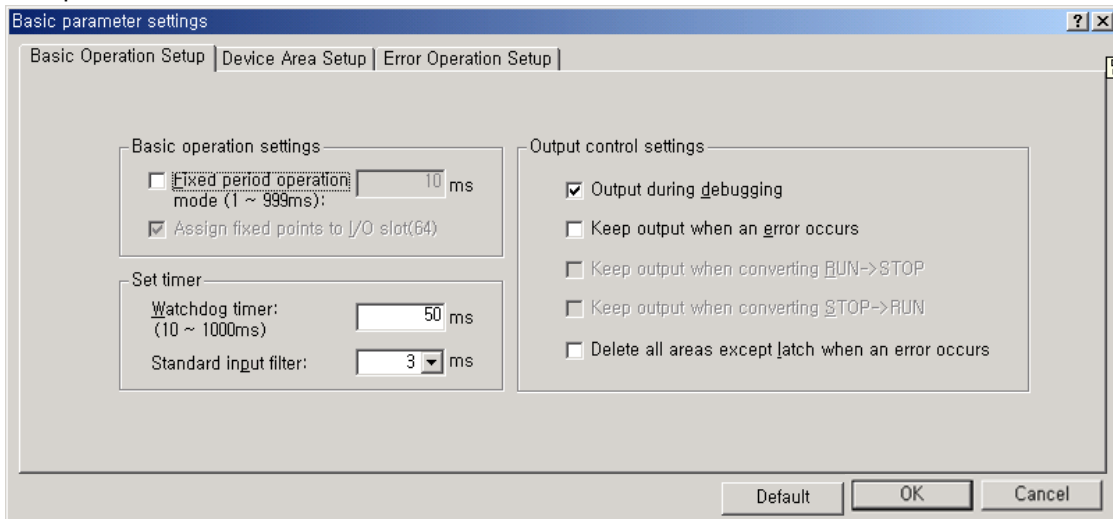 Basic parameter settings
Basic Operation Setup
Device Area Setup
Error Operation Setup
Basic operation settings
Fixed period operation
mode (1 ~ 999ms):
10 ms
Assign fixed points to I/O slot(64)
Set timer
Watchdog timer:
(10 ~ 1000ms)
50 ms
Standard input filter:
3 ms
Output control settings
Output during debugging
Keep output when an error occurs
Keep output when converting RUN->STOP
Keep output when converting STOP->RUN
Delete all areas except latch when an error occurs
Default
OK
Cancel